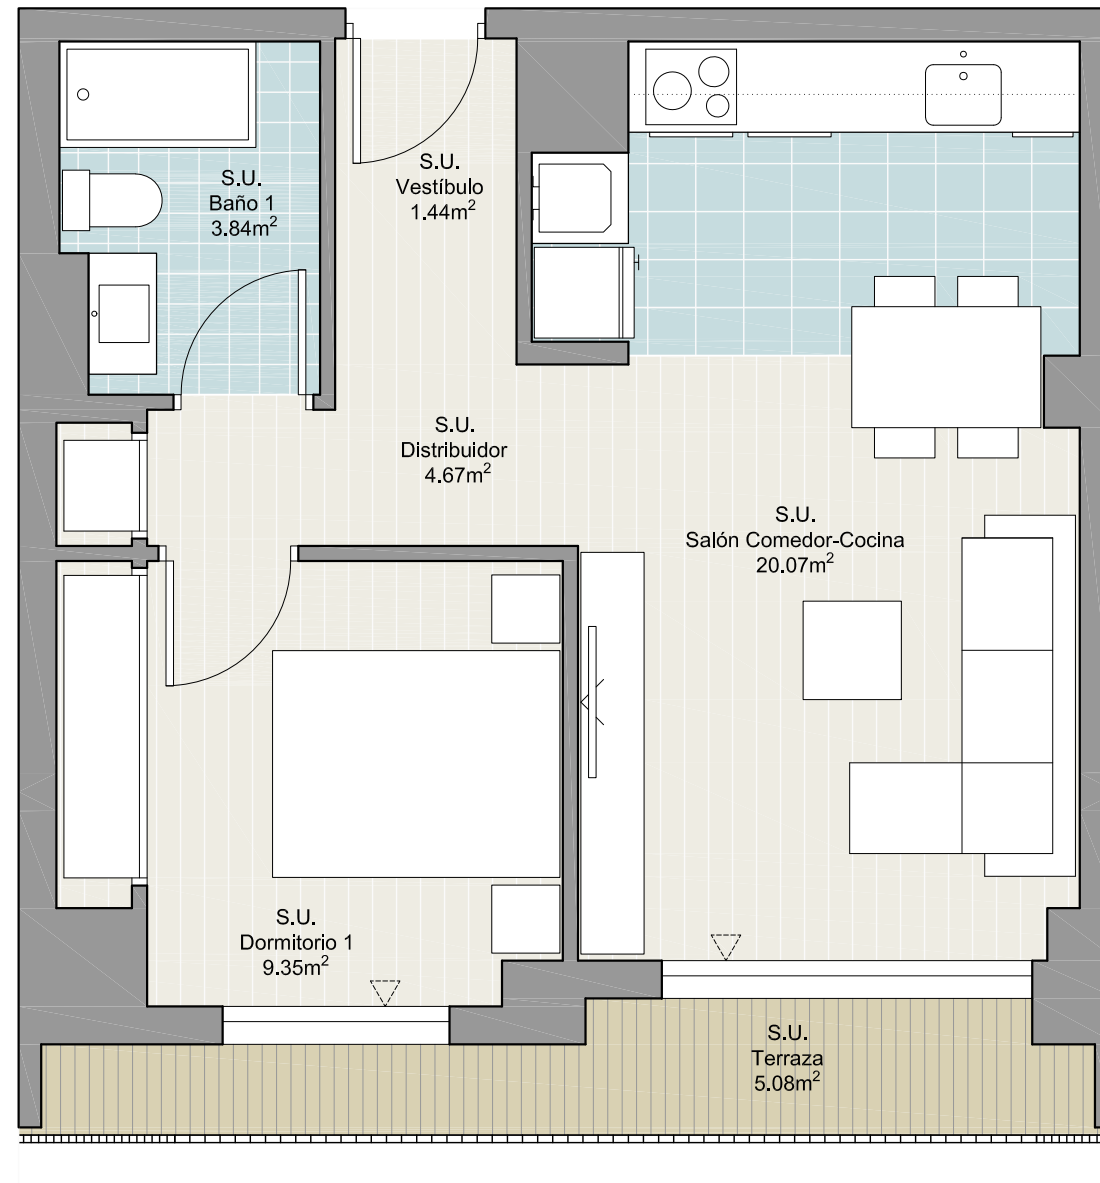 S.U.
Vestíbulo
1.44m²
S.U.
Baño 1
3.84m²
S.U.
Distribuidor
4.67m²
S.U.
Salón Comedor-Cocina
20.07m²
S.U.
Dormitorio 1
9.35m²
S.U.
Terraza
5.08m²